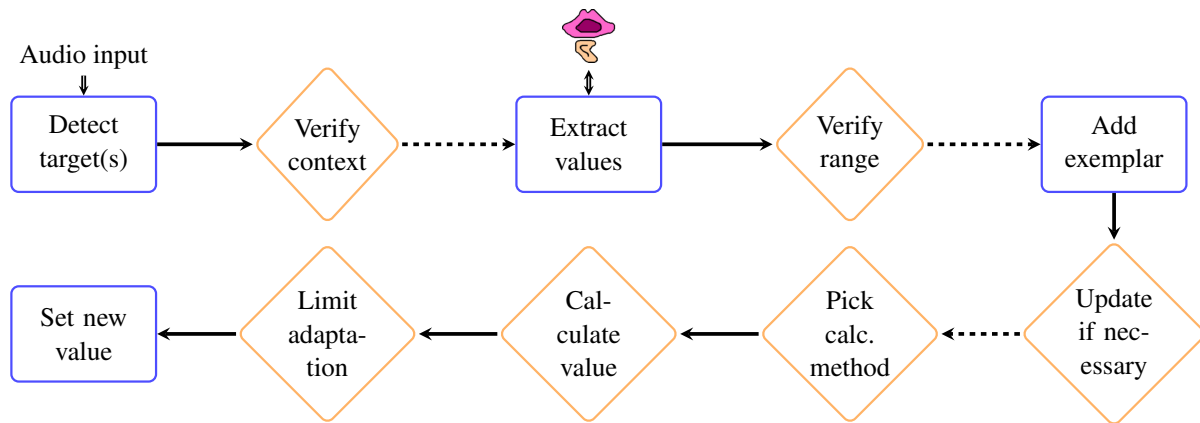 Audio input
Detect
target(s)
Verify
context
Extract
values
Verify
range
Add
exemplar
Update
if nec-
essary
Pick
calc.
method
Cal-
culate
value
Limit
adapta-
tion
Set new
value